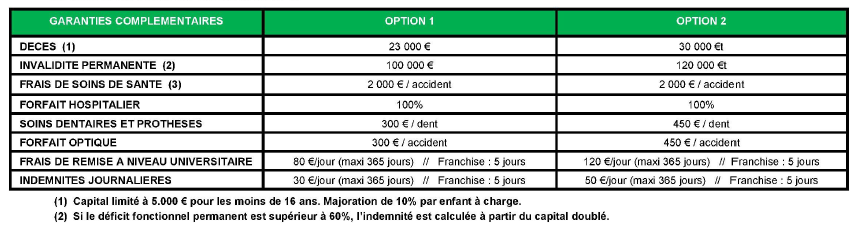 GARANTIES COMPLEMENTAIRES OPTION 1 OPTION 2
DECES (1) 23 000 € 30 000 €t
INVALIDITE PERMANENTE (2) 100 000 € 120 000 €t
FRAIS DE SOINS DE SANTE (3) 2 000 € / accident 2 000 € / accident
FORFAIT HOSPITALIER 100% 100%
SOINS DENTAIRES ET PROTHESES 300 € / dent 450 € / dent
FORFAIT OPTIQUE 300 € / accident 450 € / accident
FRAIS DE REMISE A NIVEAU UNIVERSITAIRE 80 €/jour (maxi 365 jours) // Franchise : 5 jours 120 €/jour (maxi 365 jours) // Franchise : 5 jours
INDEMNITES JOURNALIERES 30 €/jour (maxi 365 jours) // Franchise : 5 jours 50 €/jour (maxi 365 jours) // Franchise : 5 jours
(1) Capital limité à 5.000 € pour les moins de 16 ans. Majoration de 10% par enfant à charge.
(2) Si le déficit fonctionnel permanent est supérieur à 60%, l'indemnité est calculée à partir du capital doublé.